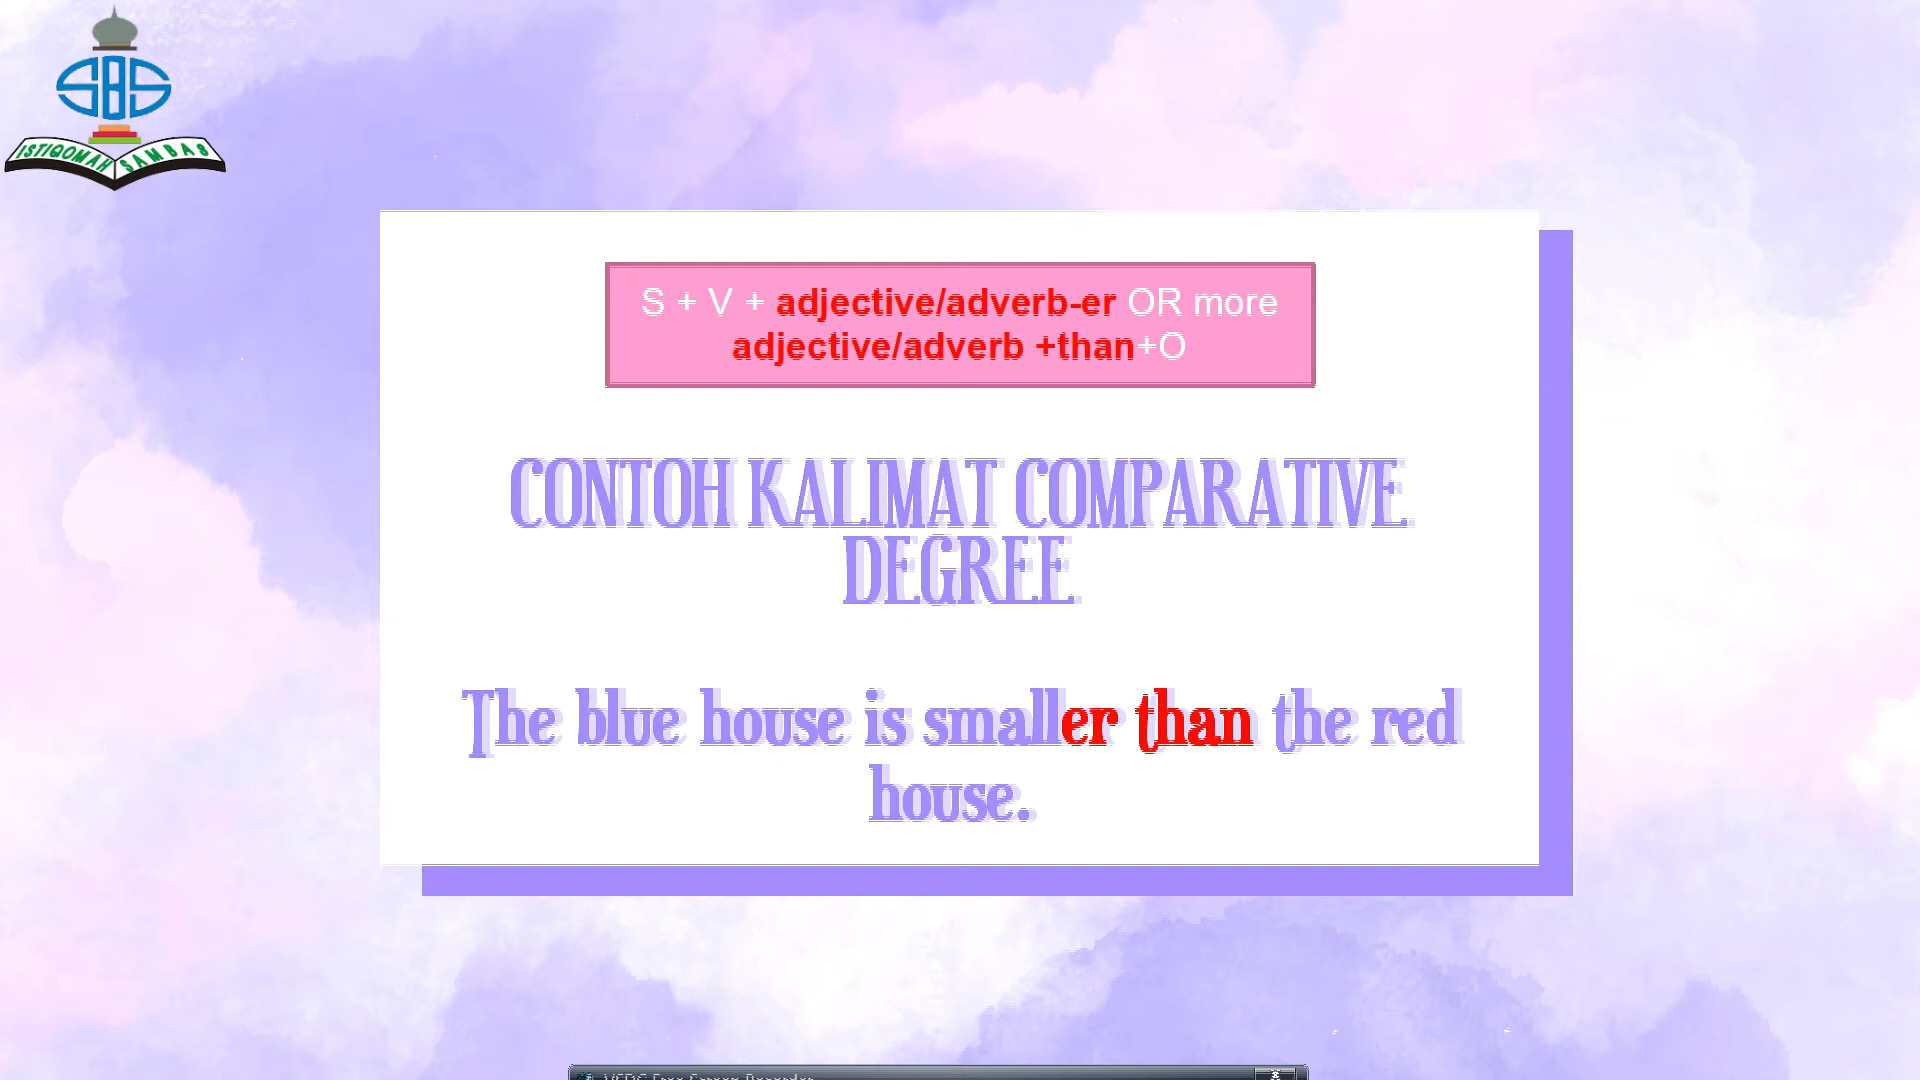 SBS
ISTIQOMAH SAMBAS
S + V + adjective/adverb-er OR more
adjective/adverb +than+O
CONTOH KALIMAT COMPARATIVE
DEGREE
The blue house is smaller than the red
house.